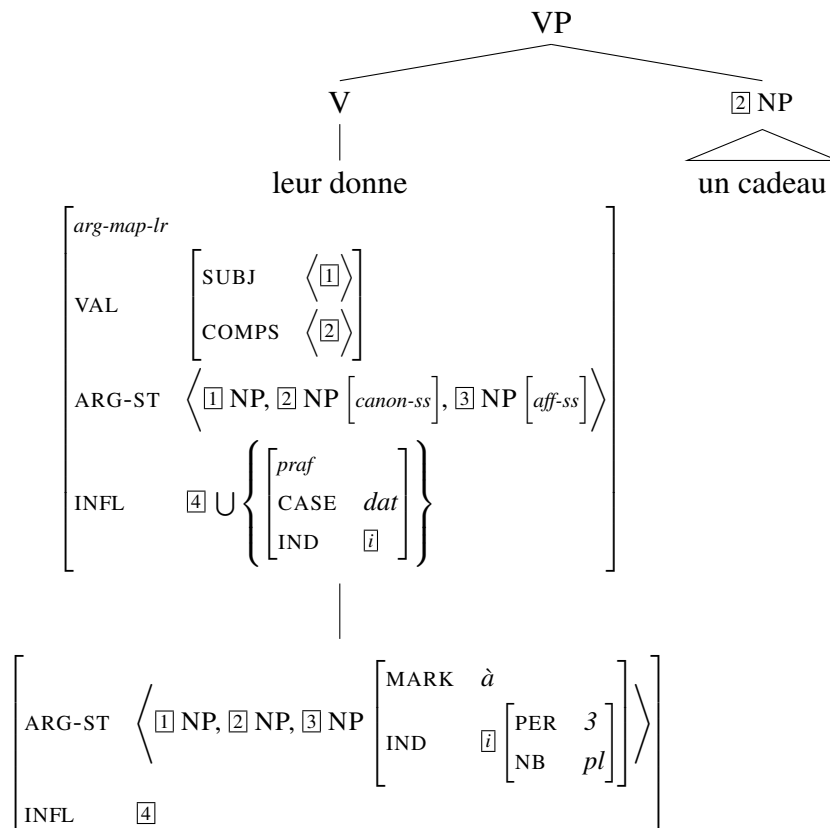 VP
V
[2] NP
leur donne
un cadeau
arg-map-lr
SUBJ ⟨[1]⟩
VAL
COMPS ⟨[2]⟩
ARG-ST ⟨[1] NP, [2] NP [canon-ss], [3] NP [aff-ss]⟩
praf
INFL [4] ⋃ { CASE dat }
IND [i]
MARK à
ARG-ST ⟨[1] NP, [2] NP, [3] NP
IND [i] [PER 3
NB pl]⟩
INFL [4]